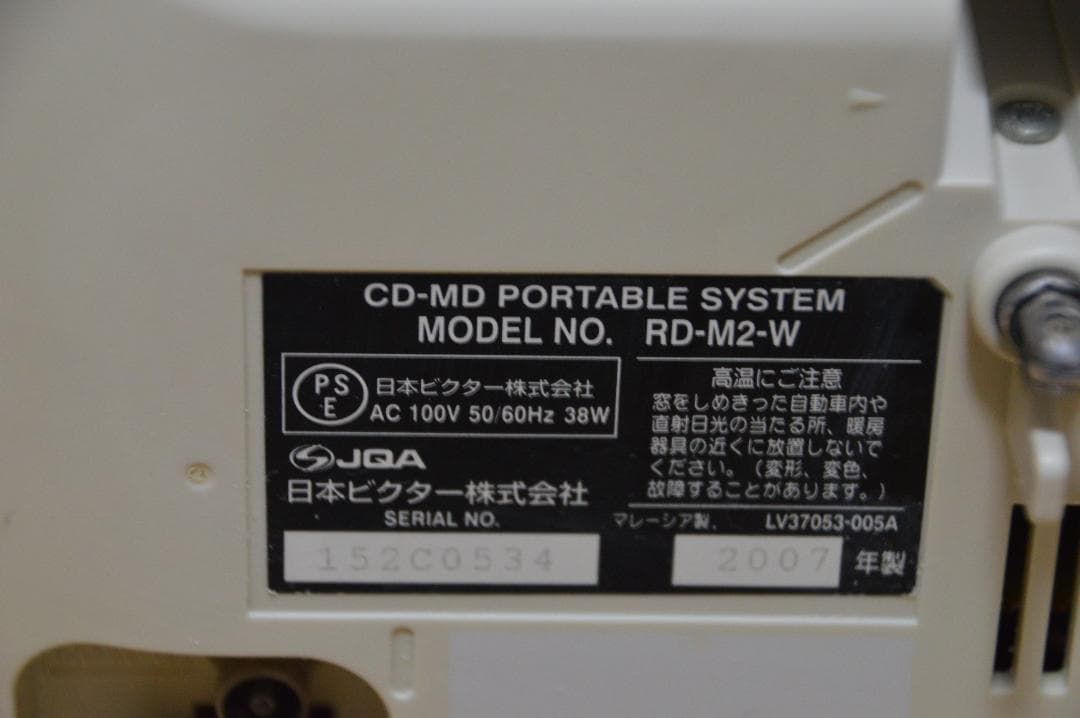 CD-MD PORTABLE SYSTEM
MODEL NO. RD-M2-W
PS
E
日本ビクター株式会社
AC 100V 50/60Hz 38W
JQA
日本ビクター株式会社
SERIAL NO.
152C0534
高温にご注意
窓をしめきった自動車内や
直射日光の当たる所、暖房
器具の近くに放置しないで
ください。(変形、変色、
故障することがあります。)
マレーシア製、 LV37053-005A
2007 年製